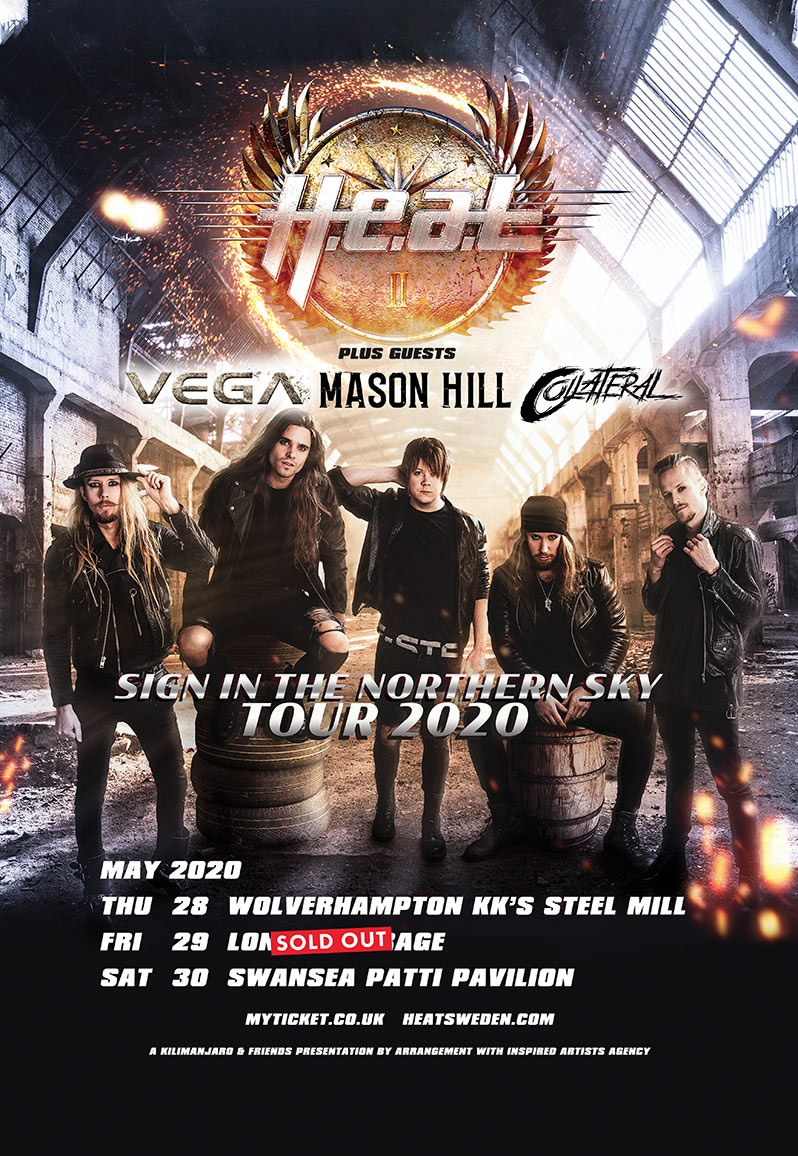 H.e.a.t
II
PLUS GUESTS
VEGA MASON HILL COLLATERAL
SIGN IN THE NORTHERN SKY
TOUR 2020
MAY 2020
THU 28 WOLVERHAMPTON KK'S STEEL MILL
FRI 29 SOLD OUT
SAT 30 SWANSEA PATTI PAVILION
MYTICKET.CO.UK HEATSWEDEN.COM
A KILIMANJARO & FRIENDS PRESENTATION BY ARRANGEMENT WITH INSPIRED ARTISTS AGENCY